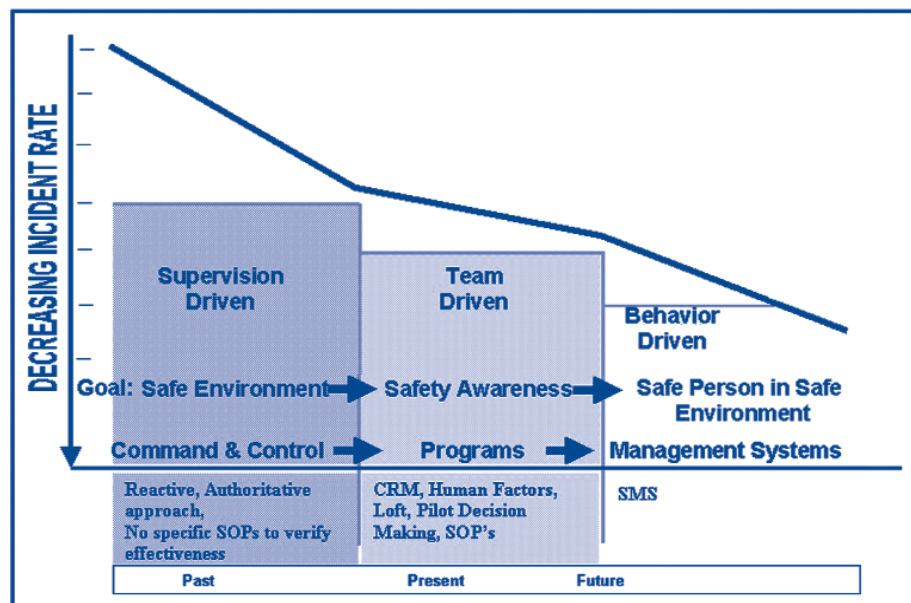 DECREASING INCIDENT RATE
Supervision
Driven
Team
Driven
Behavior
Driven
Goal: Safe Environment
Safety Awareness
Safe Person in Safe
Environment
Command & Control
Programs
Management Systems
Reactive, Authoritative
approach,
No specific SOPs to verify
effectiveness
CRM, Human Factors,
Loft, Pilot Decision
Making, SOP's
SMS
Past
Present
Future